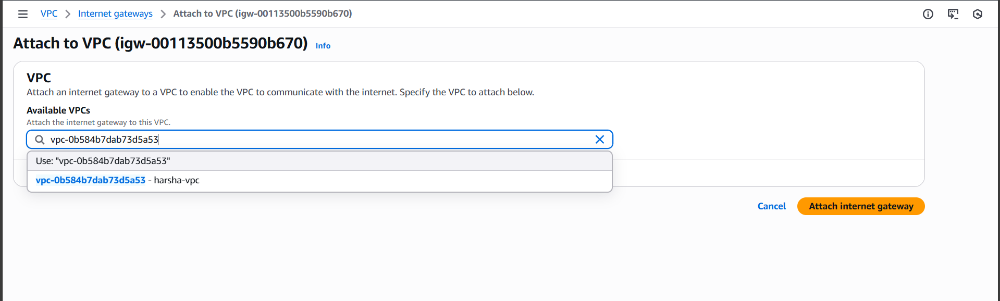 VPC > Internet gateways > Attach to VPC (igw-00113500b5590b670)
Attach to VPC (igw-00113500b5590b670) Info
VPC
Attach an internet gateway to a VPC to enable the VPC to communicate with the internet. Specify the VPC to attach below.
Available VPCs
Attach the internet gateway to this VPC.
vpc-0b584b7dab73d5a53
Use: "vpc-0b584b7dab73d5a53"
vpc-0b584b7dab73d5a53 - harsha-vpc
Cancel Attach internet gateway